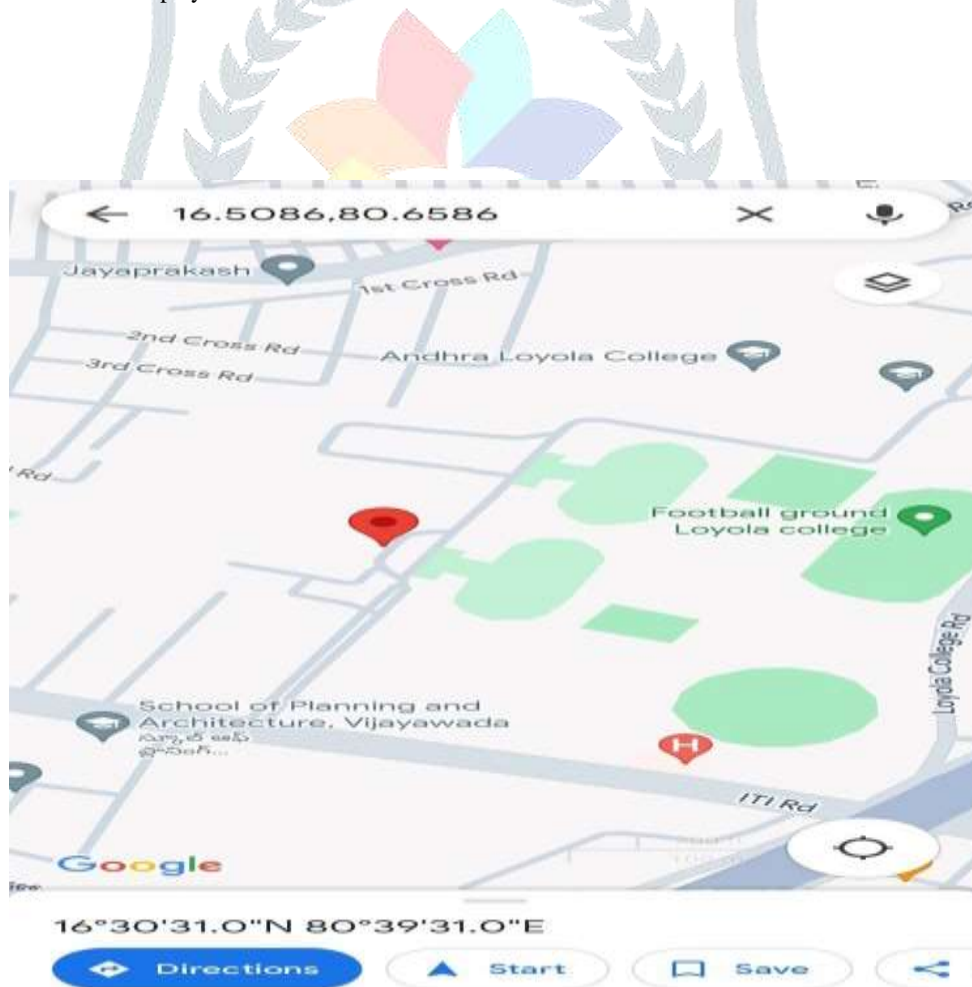 16.5086,80.6586
Jayaprakash
1st Cross Rd
2nd Cross Rd
3rd Cross Rd
Andhra Loyola College
Rd
Football ground
Loyola college
Loyola College Rd
School of Planning and
Architecture, Vijayawada
స్కూల్ ఆఫ్
ప్లానింగ్...
H
ITI Rd
Google
16°30'31.0"N 80°39'31.0"E
Directions
Start
Save